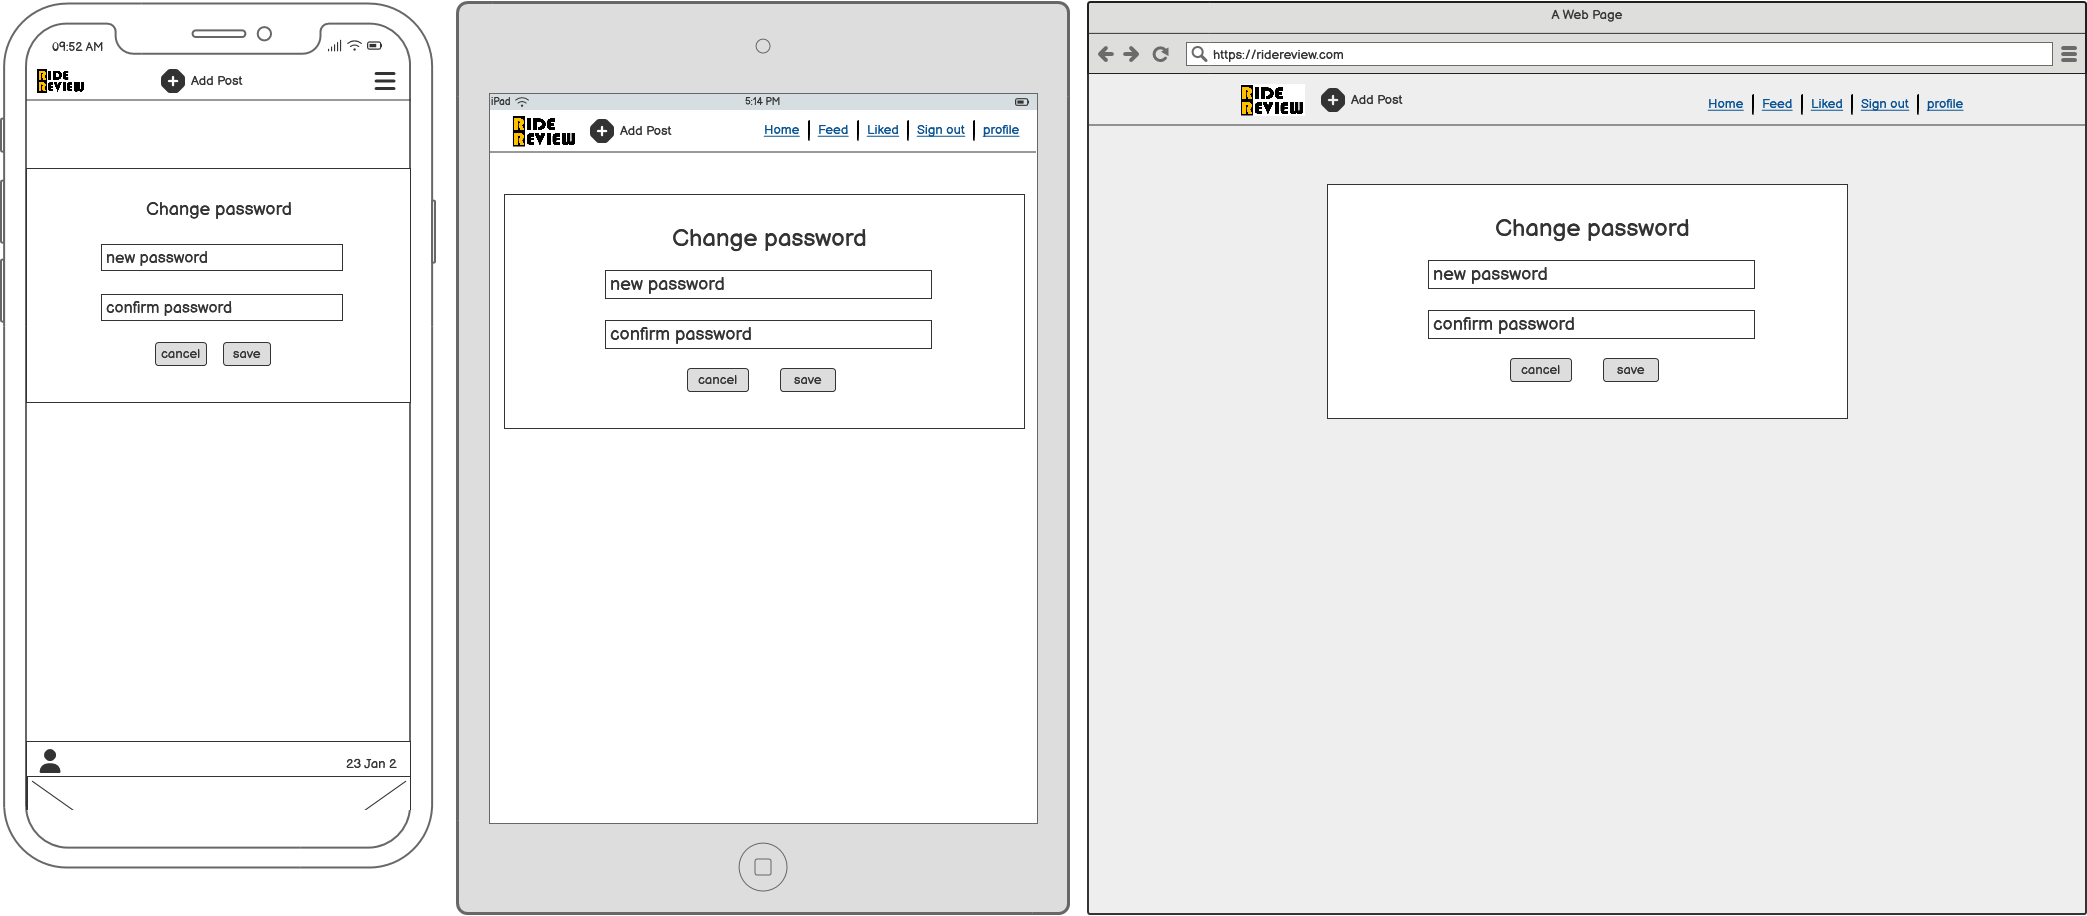 09:52 AM
RIDE
REVIEW
Add Post
Change password
new password
confirm password
cancel save
23 Jan 2
iPad 5:14 PM
RIDE
REVIEW
Add Post Home Feed Liked Sign out profile
Change password
new password
confirm password
cancel save
A Web Page
https://ridereview.com
RIDE
REVIEW
Add Post Home Feed Liked Sign out profile
Change password
new password
confirm password
cancel save